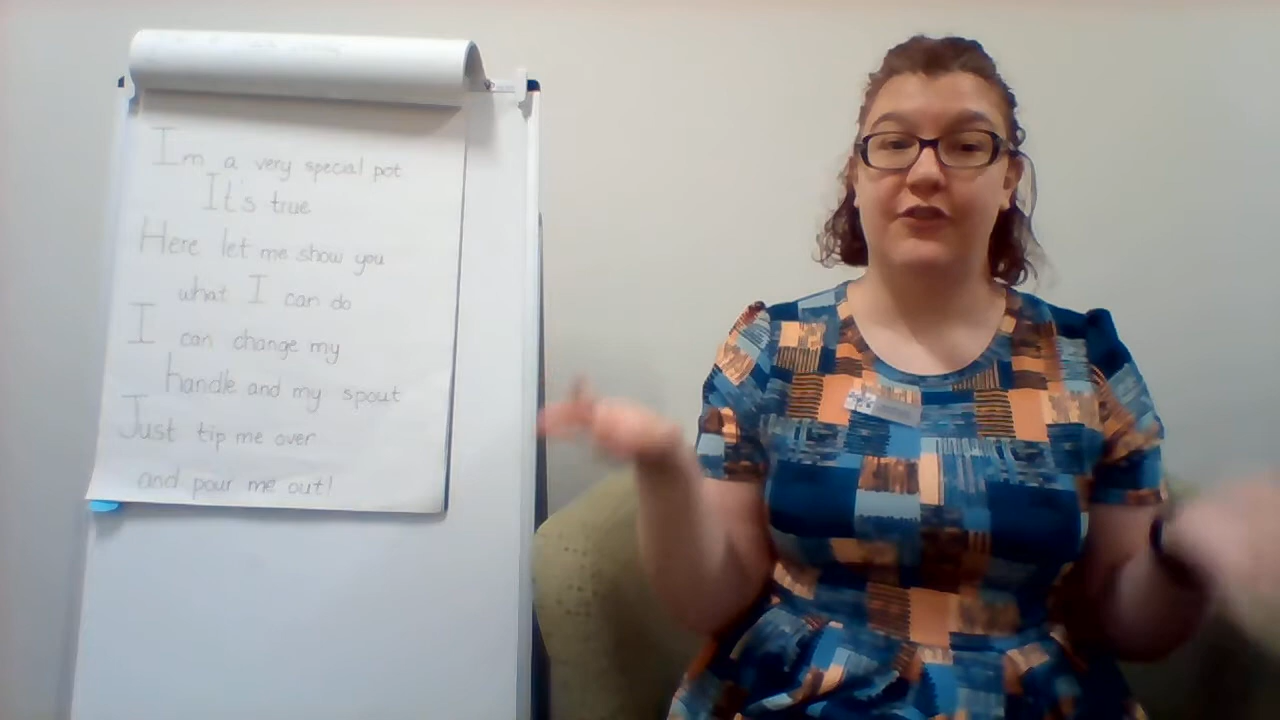 Im a very special pot
It's true
Here let me show you
what I can do
I can change my
handle and my spout
Just tip me over
and pour me out!